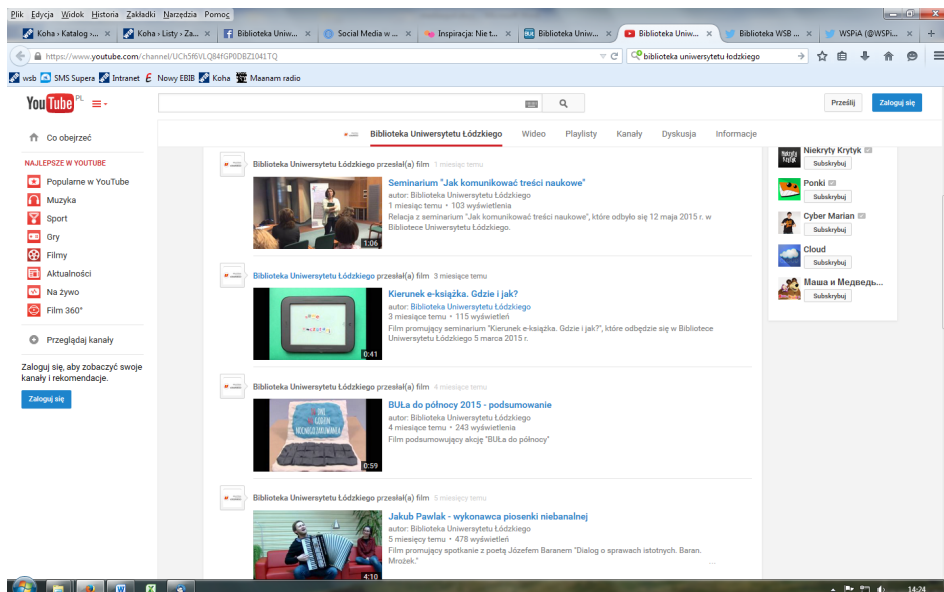 Plik Edycja Widok Historia Zakładki Narzędzia Pomoc
Koha › Katalog ›...
Koha › Listy › Za...
Biblioteka Uniw...
Social Media w ...
Inspiracja: Nie t...
Biblioteka Uniw...
Biblioteka Uniw...
Biblioteka WSB ...
WSPiA (@WSPi...
https://www.youtube.com/channel/UCh5f6VLQ84fGP0DBZ1041TQ
biblioteka uniwersytetu łodzkiego
wsb SMS Supera Intranet Nowy EBIB Koha Maanam radio
YouTube PL
Prześlij Zaloguj się
Co obejrzeć
Biblioteka Uniwersytetu Łódzkiego Wideo Playlisty Kanały Dyskusja Informacje
NAJLEPSZE W YOUTUBE
Popularne w YouTube
Muzyka
Sport
Gry
Filmy
Aktualności
Na żywo
Film 360°
Przeglądaj kanały
Zaloguj się, aby zobaczyć swoje
kanały i rekomendacje.
Zaloguj się
Biblioteka Uniwersytetu Łódzkiego przesłał(a) film 1 miesiąc temu
Seminarium "Jak komunikować treści naukowe"
autor: Biblioteka Uniwersytetu Łódzkiego
1 miesiąc temu • 103 wyświetlenia
Relacja z seminarium "Jak komunikować treści naukowe", które odbyło się 12 maja 2015 r. w
Bibliotece Uniwersytetu Łódzkiego.
1:06
Biblioteka Uniwersytetu Łódzkiego przesłał(a) film 3 miesiące temu
Kierunek e-książka. Gdzie i jak?
autor: Biblioteka Uniwersytetu Łódzkiego
3 miesiące temu • 115 wyświetleń
Film promujący seminarium "Kierunek e-książka. Gdzie i jak?", które odbędzie się w Bibliotece
Uniwersytetu Łódzkiego 5 marca 2015 r.
0:41
Biblioteka Uniwersytetu Łódzkiego przesłał(a) film 4 miesiące temu
BUŁa do północy 2015 - podsumowanie
autor: Biblioteka Uniwersytetu Łódzkiego
4 miesiące temu • 243 wyświetlenia
Film podsumowujący akcję "BUŁa do północy"
0:59
Biblioteka Uniwersytetu Łódzkiego przesłał(a) film 5 miesięcy temu
Jakub Pawlak - wykonawca piosenki niebanalnej
autor: Biblioteka Uniwersytetu Łódzkiego
5 miesięcy temu • 478 wyświetleń
Film promujący spotkanie z poetą Józefem Baranem "Dialog o sprawach istotnych. Baran.
Mrożek."
...
4:10
Niekryty Krytyk
Subskrybuj
Ponki
Subskrybuj
Cyber Marian
Subskrybuj
Cloud
Subskrybuj
Маша и Медведь...
Subskrybuj
14:24